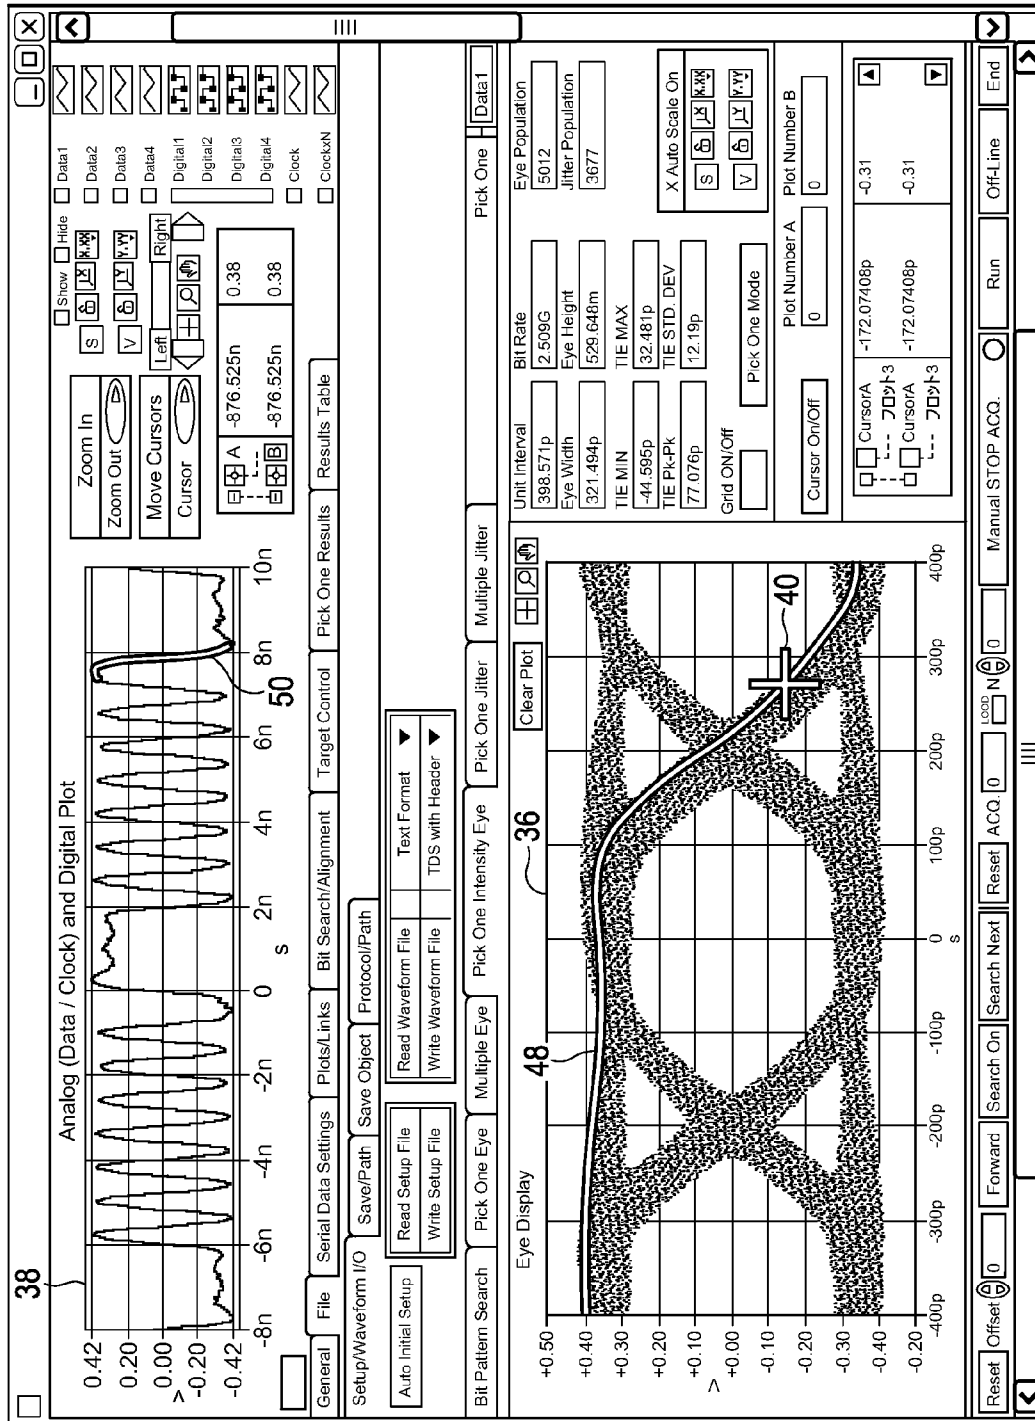 38
Analog (Data / Clock) and Digital Plot
0.42
0.20
0.00
-0.20
-0.42
V
-8n
-6n
-4n
-2n
0
2n
4n
6n
8n
10n
s
50
Zoom In
Zoom Out
Move Cursors
Cursor
Show
Hide
S
X.XX
V
Y.YY
Left
Right
A
-876.525n
0.38
B
-876.525n
0.38
Data1
Data2
Data3
Data4
Digital1
Digital2
Digital3
Digital4
Clock
ClockxN
General
File
Serial Data Settings
Plots/Links
Bit Search/Alignment
Target Control
Pick One Results
Results Table
Setup/Waveform I/O
Save/Path
Save Object
Protocol/Path
Auto Initial Setup
Read Setup File
Write Setup File
Read Waveform File
Text Format
Write Waveform File
TDS with Header
Bit Pattern Search
Pick One Eye
Multiple Eye
Pick One Intensity Eye
Pick One Jitter
Multiple Jitter
Pick One
Data1
Eye Display
36
Clear Plot
+0.50
+0.40
+0.30
+0.20
+0.10
+0.00
-0.10
-0.20
-0.30
-0.40
V
48
40
-400p
-300p
-200p
-100p
0
100p
200p
300p
400p
s
Unit Interval
398.571p
Bit Rate
2.509G
Eye Population
5012
Eye Width
321.494p
Eye Height
529.648m
Jitter Population
3677
TIE MIN
-44.595p
TIE MAX
32.481p
TIE Pk-Pk
77.076p
TIE STD. DEV
12.19p
Grid ON/Off
Pick One Mode
X Auto Scale On
S
X.XX
V
Y.YY
Cursor On/Off
Plot Number A
0
Plot Number B
0
CursorA
-172.07408p
-0.31
フロット3
CursorA
-172.07408p
-0.31
フロット3
Reset
Offset
0
Forward
Search On
Search Next
Reset
ACQ.
0
LOOD
N
0
Manual STOP ACQ.
Run
Off-Line
End